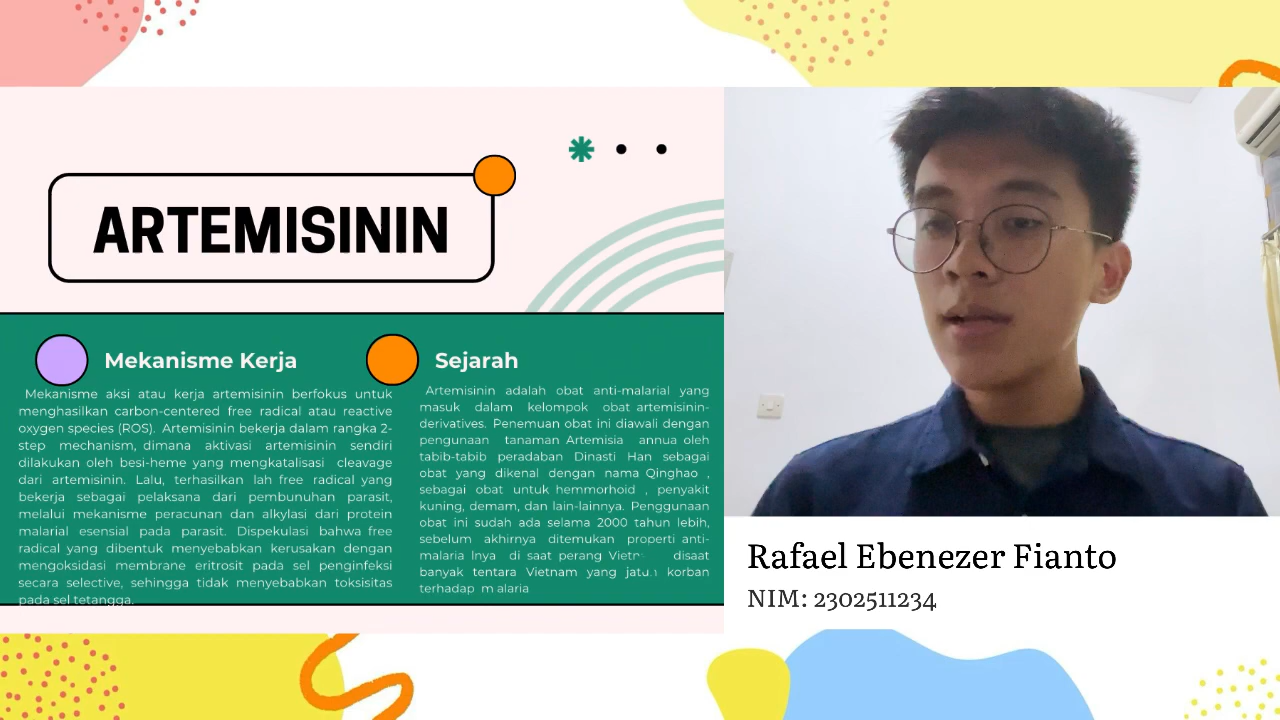 ARTEMISININ
Mekanisme Kerja
Mekanisme aksi atau kerja artemisinin berfokus untuk
menghasilkan carbon-centered free radical atau reactive
oxygen species (ROS). Artemisinin bekerja dalam rangka 2-
step mechanism, dimana aktivasi artemisinin sendiri
dilakukan oleh besi-heme yang mengkatalisasi cleavage
dari artemisinin. Lalu, terhasilkan lah free radical yang
bekerja sebagai pelaksana dari pembunuhan parasit,
melalui mekanisme peracunan dan alkylasi dari protein
malarial esensial pada parasit. Dispekulasi bahwa free
radical yang dibentuk menyebabkan kerusakan dengan
mengoksidasi membrane eritrosit pada sel penginfeksi
secara selective, sehingga tidak menyebabkan toksisitas
pada sel tetangga.
Sejarah
Artemisinin adalah obat anti-malarial yang
masuk dalam kelompok obat artemisinin-
derivatives. Penemuan obat ini diawali dengan
pengunaan tanaman Artemisia annua oleh
tabib-tabib peradaban Dinasti Han sebagai
obat yang dikenal dengan nama Qinghao ,
sebagai obat untuk hemmorhoid , penyakit
kuning, demam, dan lain-lainnya. Penggunaan
obat ini sudah ada selama 2000 tahun lebih,
sebelum akhirnya ditemukan properti anti-
malaria lnya di saat perang disaat
banyak tentara Vietnam yang korban
terhadap m alaria
Rafael Ebenezer Fianto
NIM: 2302511234